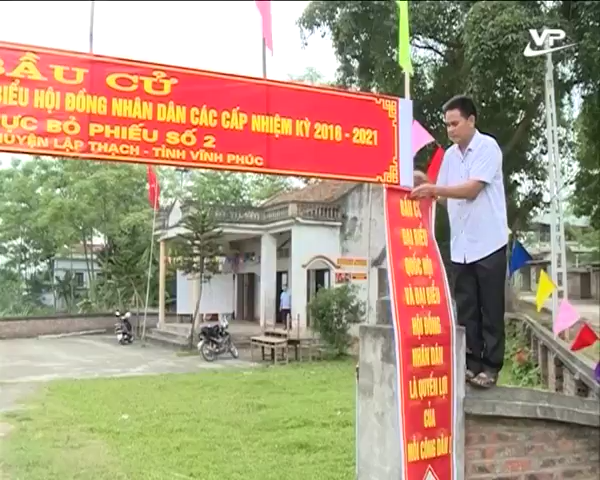 VP
BẦU CỬ
BIỂU HỘI ĐỒNG NHÂN DÂN CÁC CẤP NHIỆM KỲ 2016 - 2021
VỰC BỎ PHIẾU SỐ 2
HUYỆN LẬP THẠCH - TỈNH VĨNH PHÚC
BẦU CỬ
ĐẠI BIỂU
QUỐC HỘI
VÀ ĐẠI BIỂU
HỘI ĐỒNG
NHÂN DÂN
LÀ QUYỀN LỢI
CỦA
MỖI CÔNG DÂN